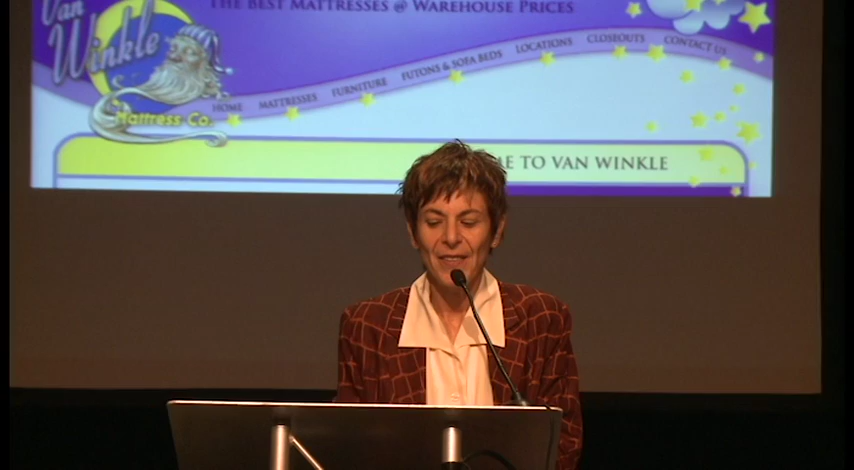 THE BEST MATTRESSES @ WAREHOUSE PRICES
Van
Winkle
Mattress Co.
HOME MATTRESSES FURNITURE FUTONS & SOFA BEDS LOCATIONS CLOSEOUTS CONTACT US
ME TO VAN WINKLE